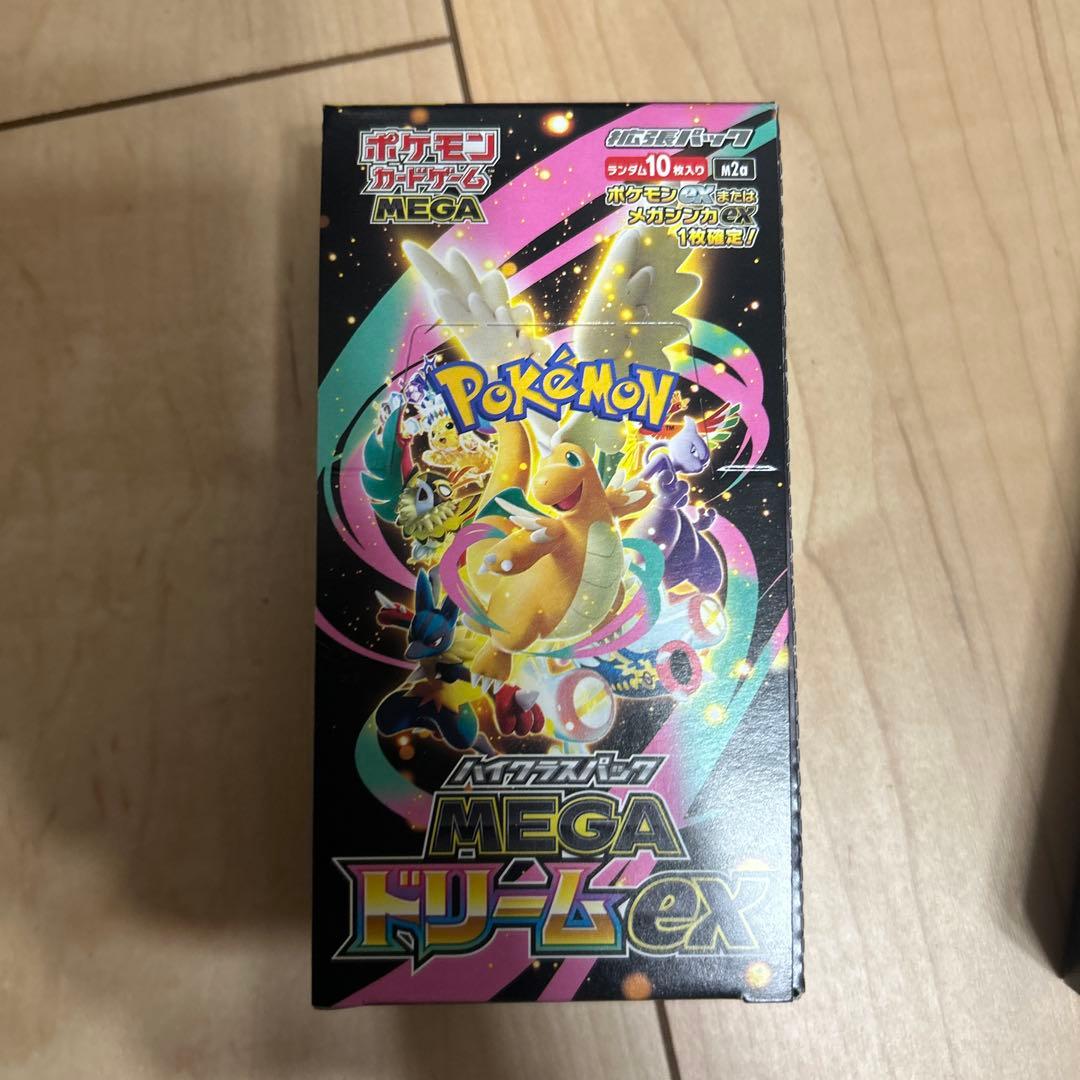 ポケモン
カードゲーム
MEGA
拡張パック
ランダム10枚入り M2a
ポケモンexまたは
メガシンカex
1枚確定!
POKéMON
TM
ハイクラスパック
MEGA
ドリームex